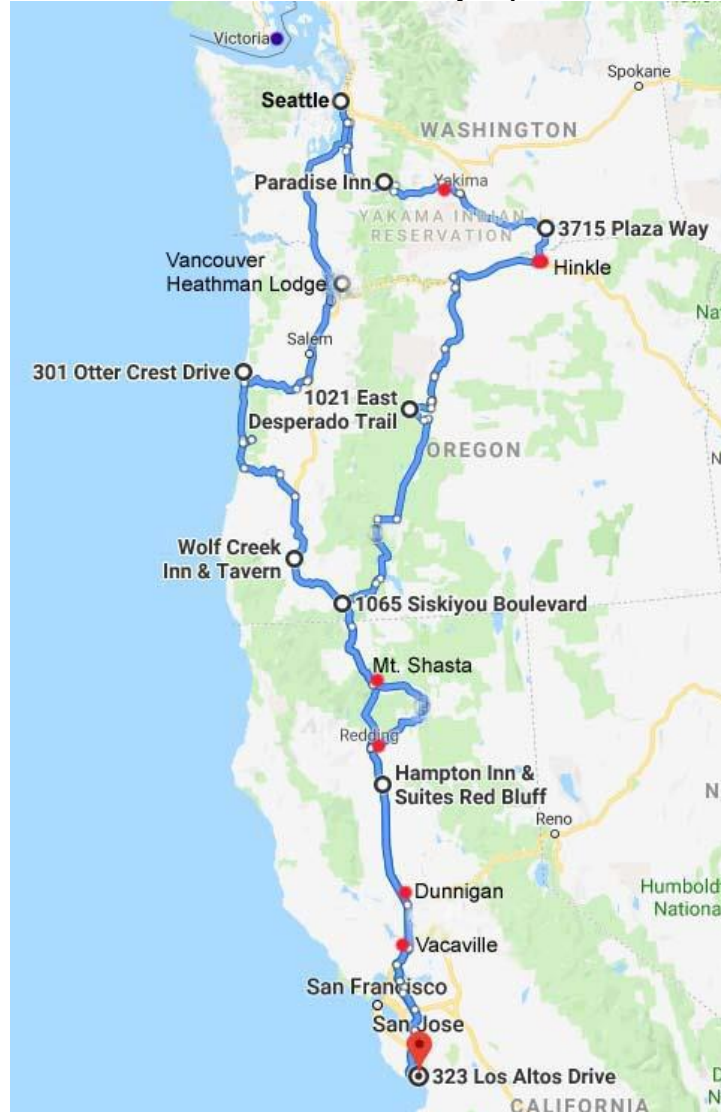 Victoria
Spokane
Seattle
WASHINGTON
Paradise Inn
Yakima
YAKAMA INDIAN
RESERVATION
3715 Plaza Way
Hinkle
Vancouver
Heathman Lodge
Na
Salem
301 Otter Crest Drive
1021 East
Desperado Trail
OREGON
N
Wolf Creek
Inn & Tavern
1065 Siskiyou Boulevard
Mt. Shasta
Redding
Hampton Inn &
Suites Red Bluff
N
Reno
Dunnigan
Humbold
Nationa
Vacaville
San Francisco
San Jose
323 Los Altos Drive
D
N
CALIFORNIA